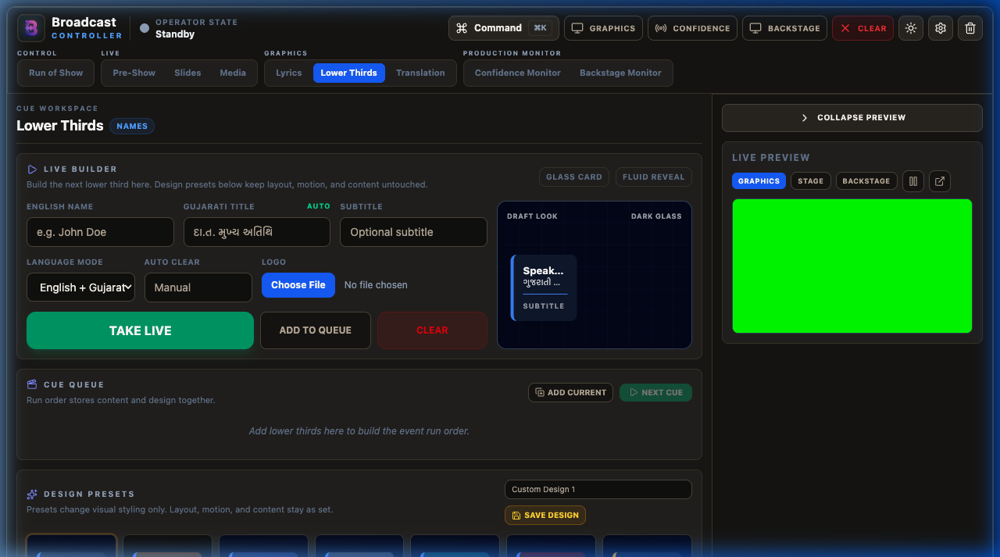 Broadcast
CONTROLLER
OPERATOR STATE
Standby
Command ⌘K
GRAPHICS
CONFIDENCE
BACKSTAGE
CLEAR
CONTROL
LIVE
GRAPHICS
PRODUCTION MONITOR
Run of Show
Pre-Show
Slides
Media
Lyrics
Lower Thirds
Translation
Confidence Monitor
Backstage Monitor
CUE WORKSPACE
Lower Thirds NAMES
LIVE BUILDER
Build the next lower third here. Design presets below keep layout, motion, and content untouched.
GLASS CARD
FLUID REVEAL
ENGLISH NAME
GUJARATI TITLE AUTO
SUBTITLE
e.g. John Doe
દા.ત. મુખ્ય અતિથિ
Optional subtitle
LANGUAGE MODE
AUTO CLEAR
LOGO
English + Gujarat
Manual
Choose File No file chosen
TAKE LIVE
ADD TO QUEUE
CLEAR
DRAFT LOOK
DARK GLASS
Speak...
ગુજરાતી ...
SUBTITLE
CUE QUEUE
Run order stores content and design together.
ADD CURRENT
NEXT CUE
Add lower thirds here to build the event run order.
DESIGN PRESETS
Presets change visual styling only. Layout, motion, and content stay as set.
Custom Design 1
SAVE DESIGN
COLLAPSE PREVIEW
LIVE PREVIEW
GRAPHICS
STAGE
BACKSTAGE